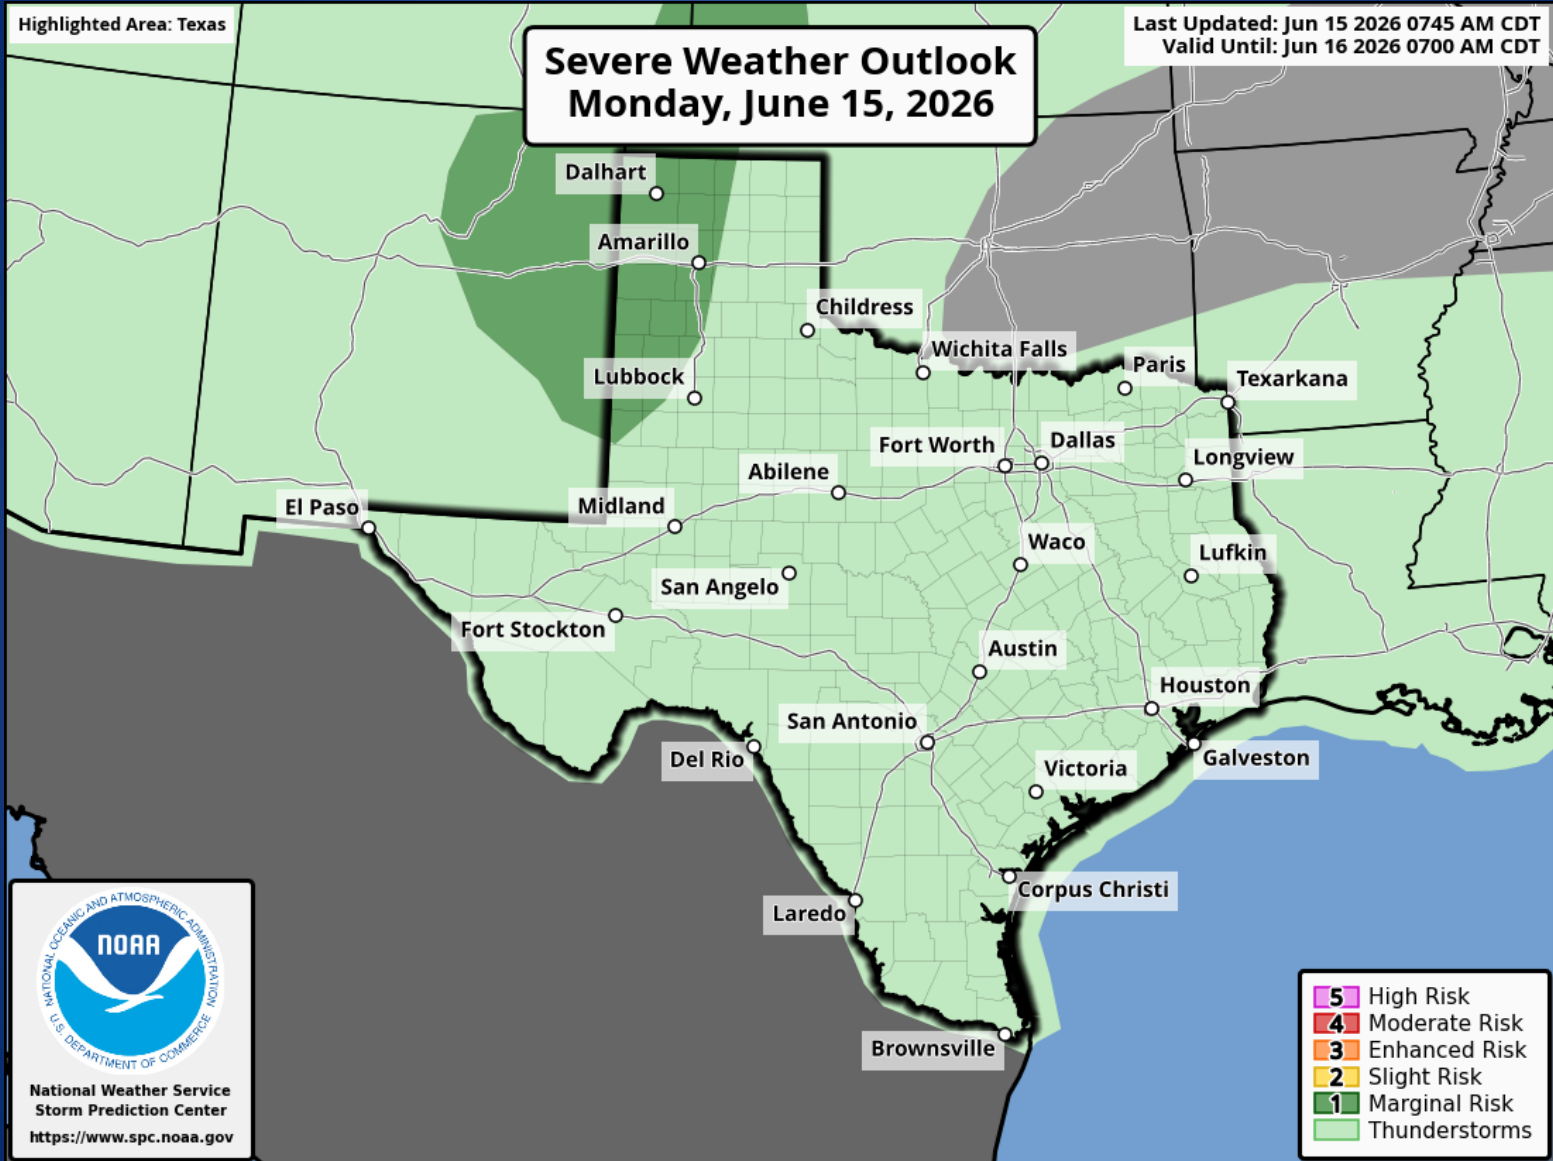 Highlighted Area: Texas
Severe Weather Outlook
Monday, June 15, 2026
Last Updated: Jun 15 2026 0745 AM CDT
Valid Until: Jun 16 2026 0700 AM CDT
Dalhart
Amarillo
Childress
Wichita Falls
Paris
Texarkana
Lubbock
Fort Worth
Dallas
Longview
Abilene
Midland
El Paso
Waco
Lufkin
San Angelo
Fort Stockton
Austin
Houston
San Antonio
Del Rio
Galveston
Victoria
Corpus Christi
Laredo
Brownsville
NATIONAL OCEANIC AND ATMOSPHERIC ADMINISTRATION
NOAA
U.S. DEPARTMENT OF COMMERCE
National Weather Service
Storm Prediction Center
https://www.spc.noaa.gov
5 High Risk
4 Moderate Risk
3 Enhanced Risk
2 Slight Risk
1 Marginal Risk
Thunderstorms